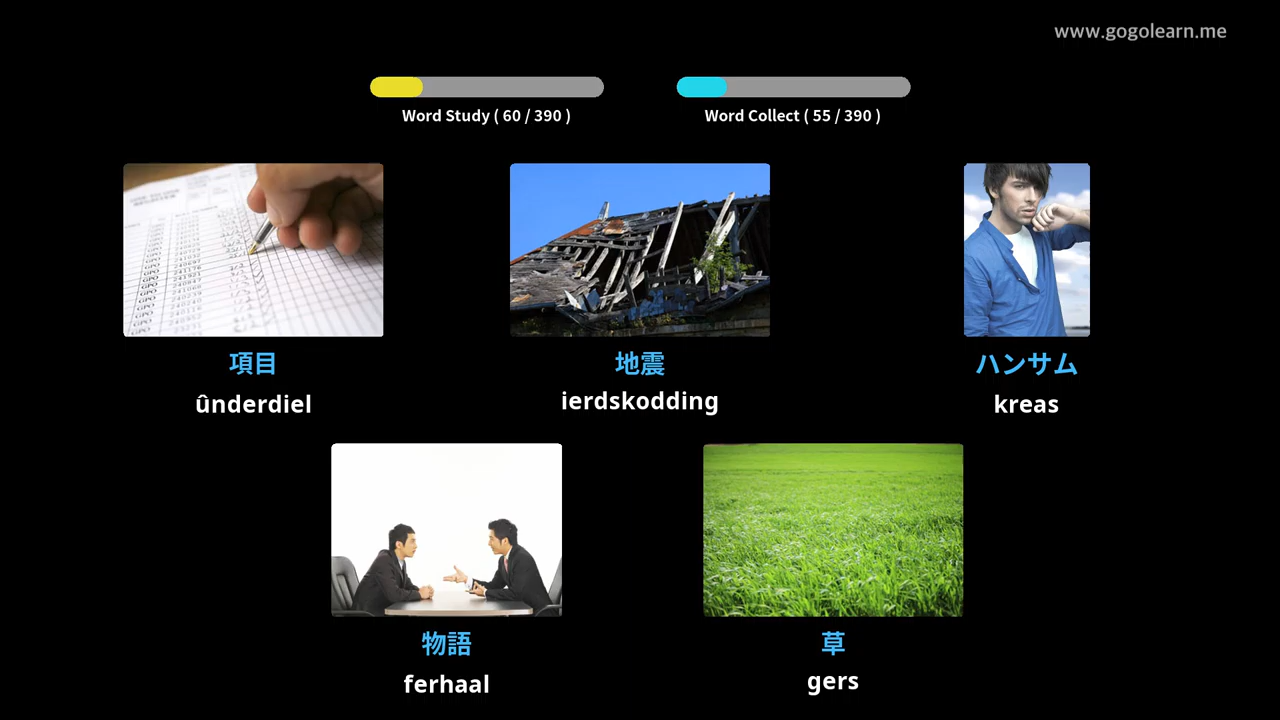 www.gogolearn.me
Word Study ( 60 / 390 )
Word Collect ( 55 / 390 )
項目
地震
ハンサム
ûnderdiel
ierdskodding
kreas
物語
草
ferhaal
gers